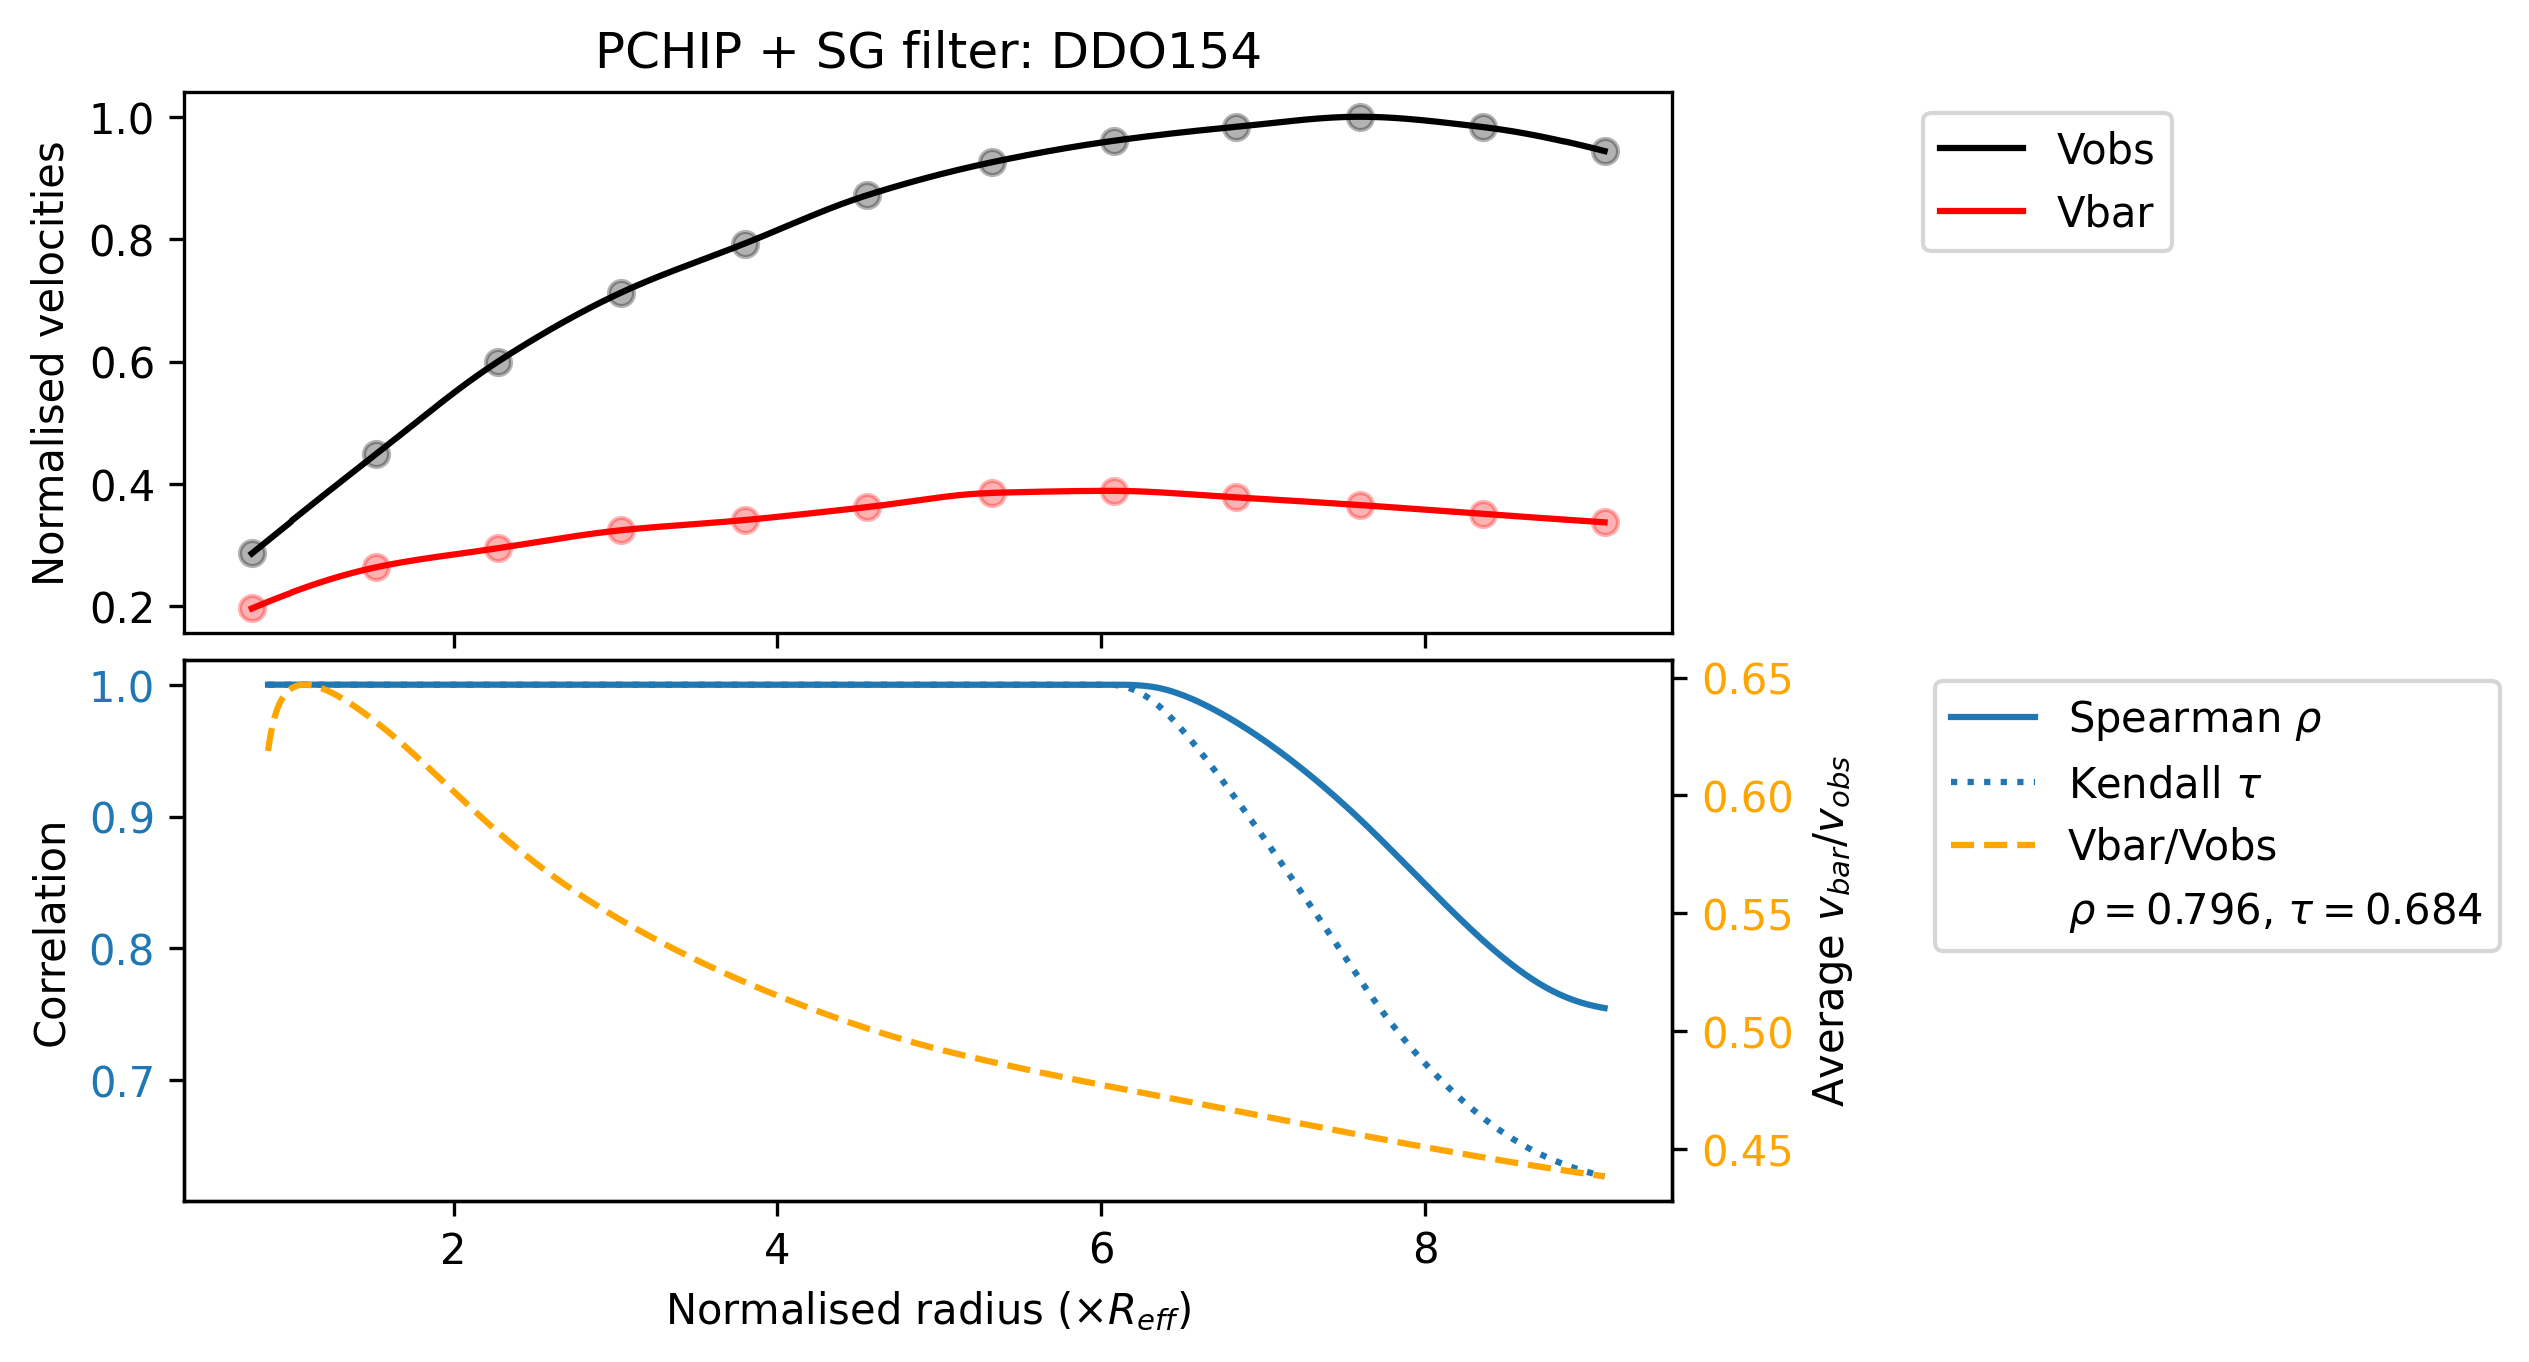 PCHIP + SG filter: DDO154
Normalised velocities
1.0
0.8
0.6
0.4
0.2
Vobs
Vbar
Correlation
1.0
0.9
0.8
0.7
0.65
0.60
0.55
0.50
0.45
Average v_bar/v_obs
Spearman ρ
Kendall τ
Vbar/Vobs
ρ = 0.796, τ = 0.684
2 4 6 8
Normalised radius (×R_eff)